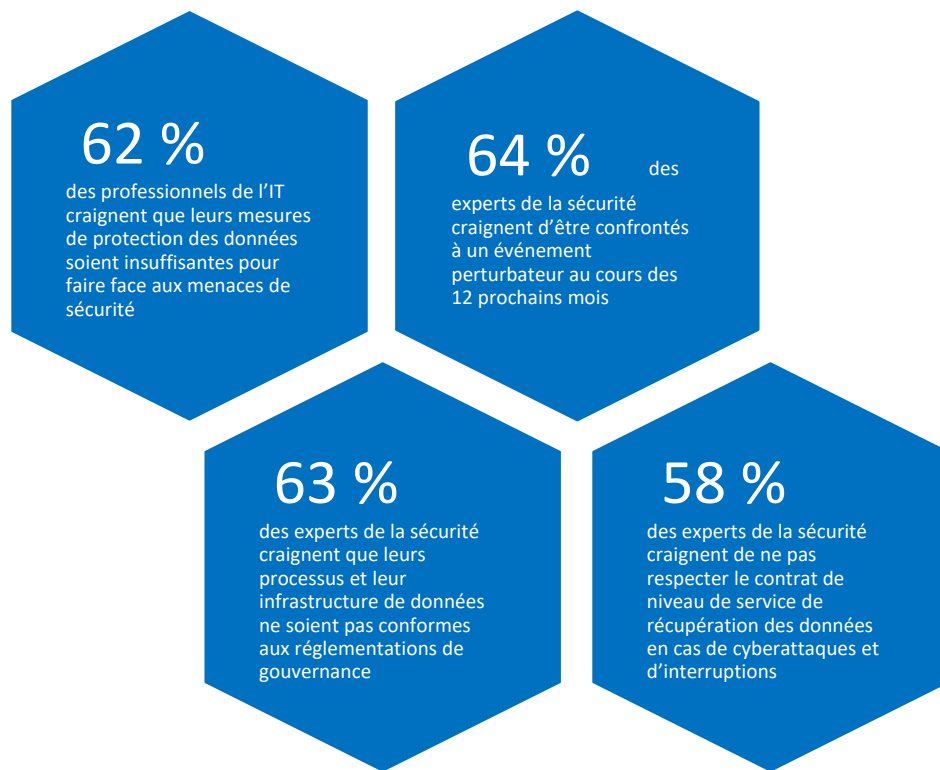 62 %
des professionnels de l’IT
craignent que leurs mesures
de protection des données
soient insuffisantes pour
faire face aux menaces de
sécurité
64 % des
experts de la sécurité
craignent d’être confrontés
à un événement
perturbateur au cours des
12 prochains mois
63 %
des experts de la sécurité
craignent que leurs
processus et leur
infrastructure de données
ne soient pas conformes
aux réglementations de
gouvernance
58 %
des experts de la sécurité
craignent de ne pas
respecter le contrat de
niveau de service de
récupération des données
en cas de cyberattaques et
d’interruptions